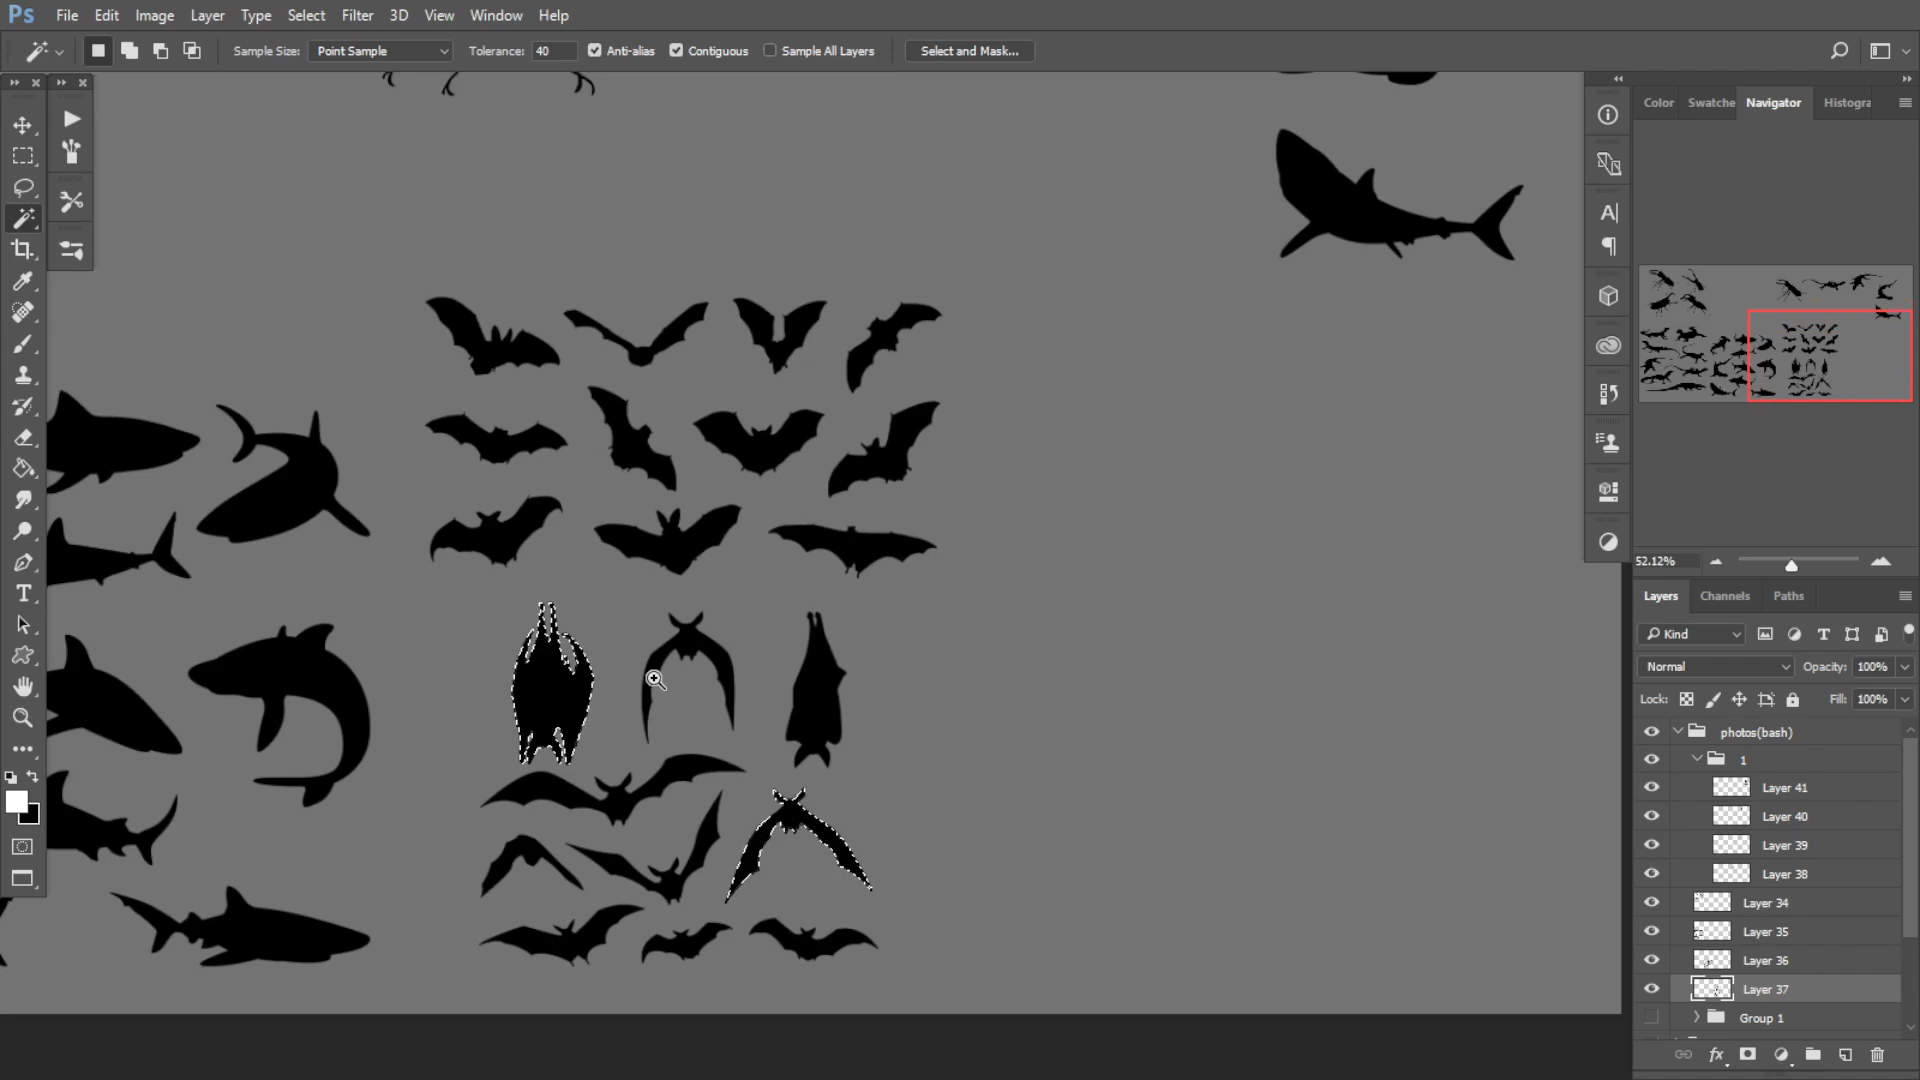 Ps File Edit Image Layer Type Select Filter 3D View Window Help
Sample Size: Point Sample Tolerance: 40 Anti-alias Contiguous Sample All Layers Select and Mask...
Color Swatche Navigator Histogra
52.12%
Layers Channels Paths
Kind
Normal Opacity: 100%
Lock: Fill: 100%
photos(bash)
1
Layer 41
Layer 40
Layer 39
Layer 38
Layer 34
Layer 35
Layer 36
Layer 37
Group 1
fx